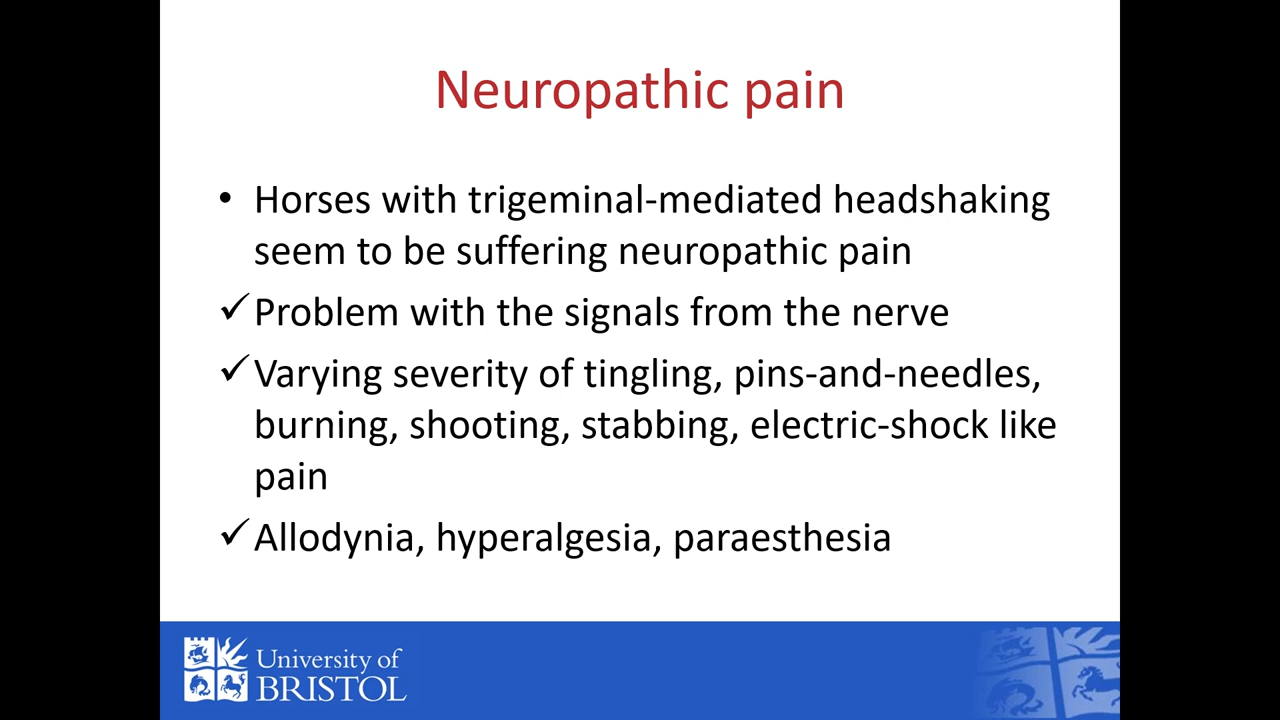 Neuropathic pain
• Horses with trigeminal-mediated headshaking
seem to be suffering neuropathic pain
✓Problem with the signals from the nerve
✓Varying severity of tingling, pins-and-needles,
burning, shooting, stabbing, electric-shock like
pain
✓Allodynia, hyperalgesia, paraesthesia
University of
BRISTOL